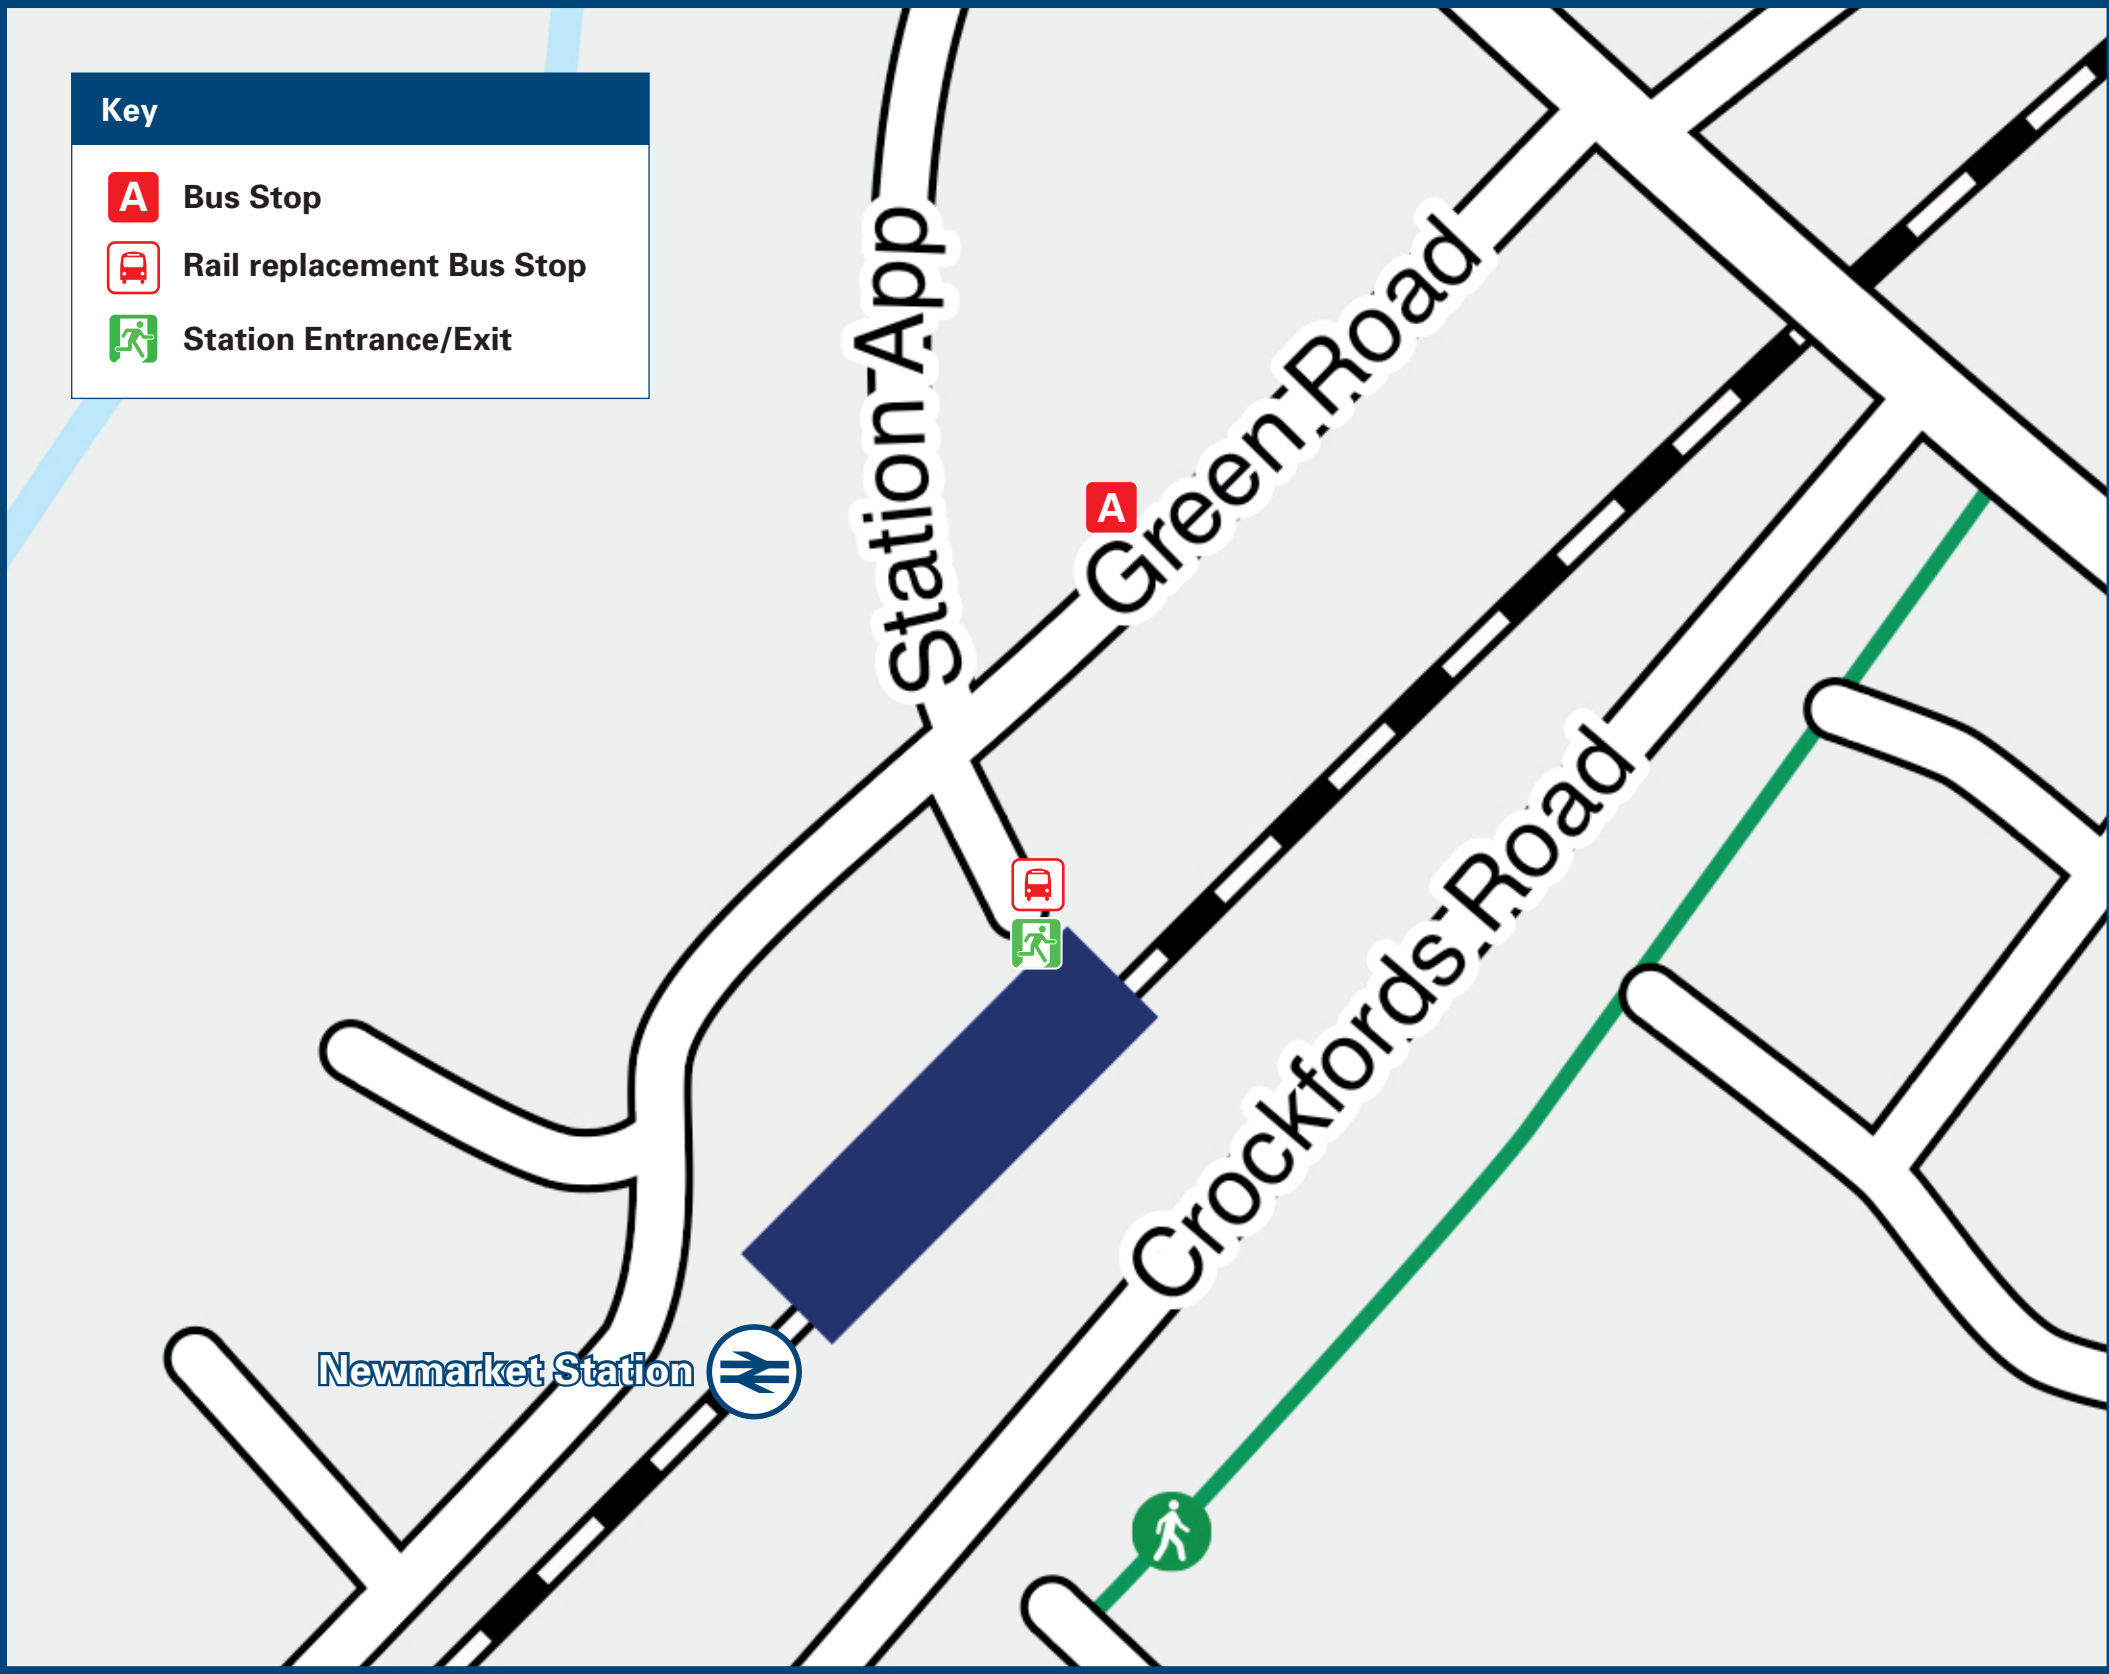 Key
A
Bus Stop
Rail replacement Bus Stop
Station Entrance/Exit
Station App
Green Road
A
Crockfords Road
Newmarket Station